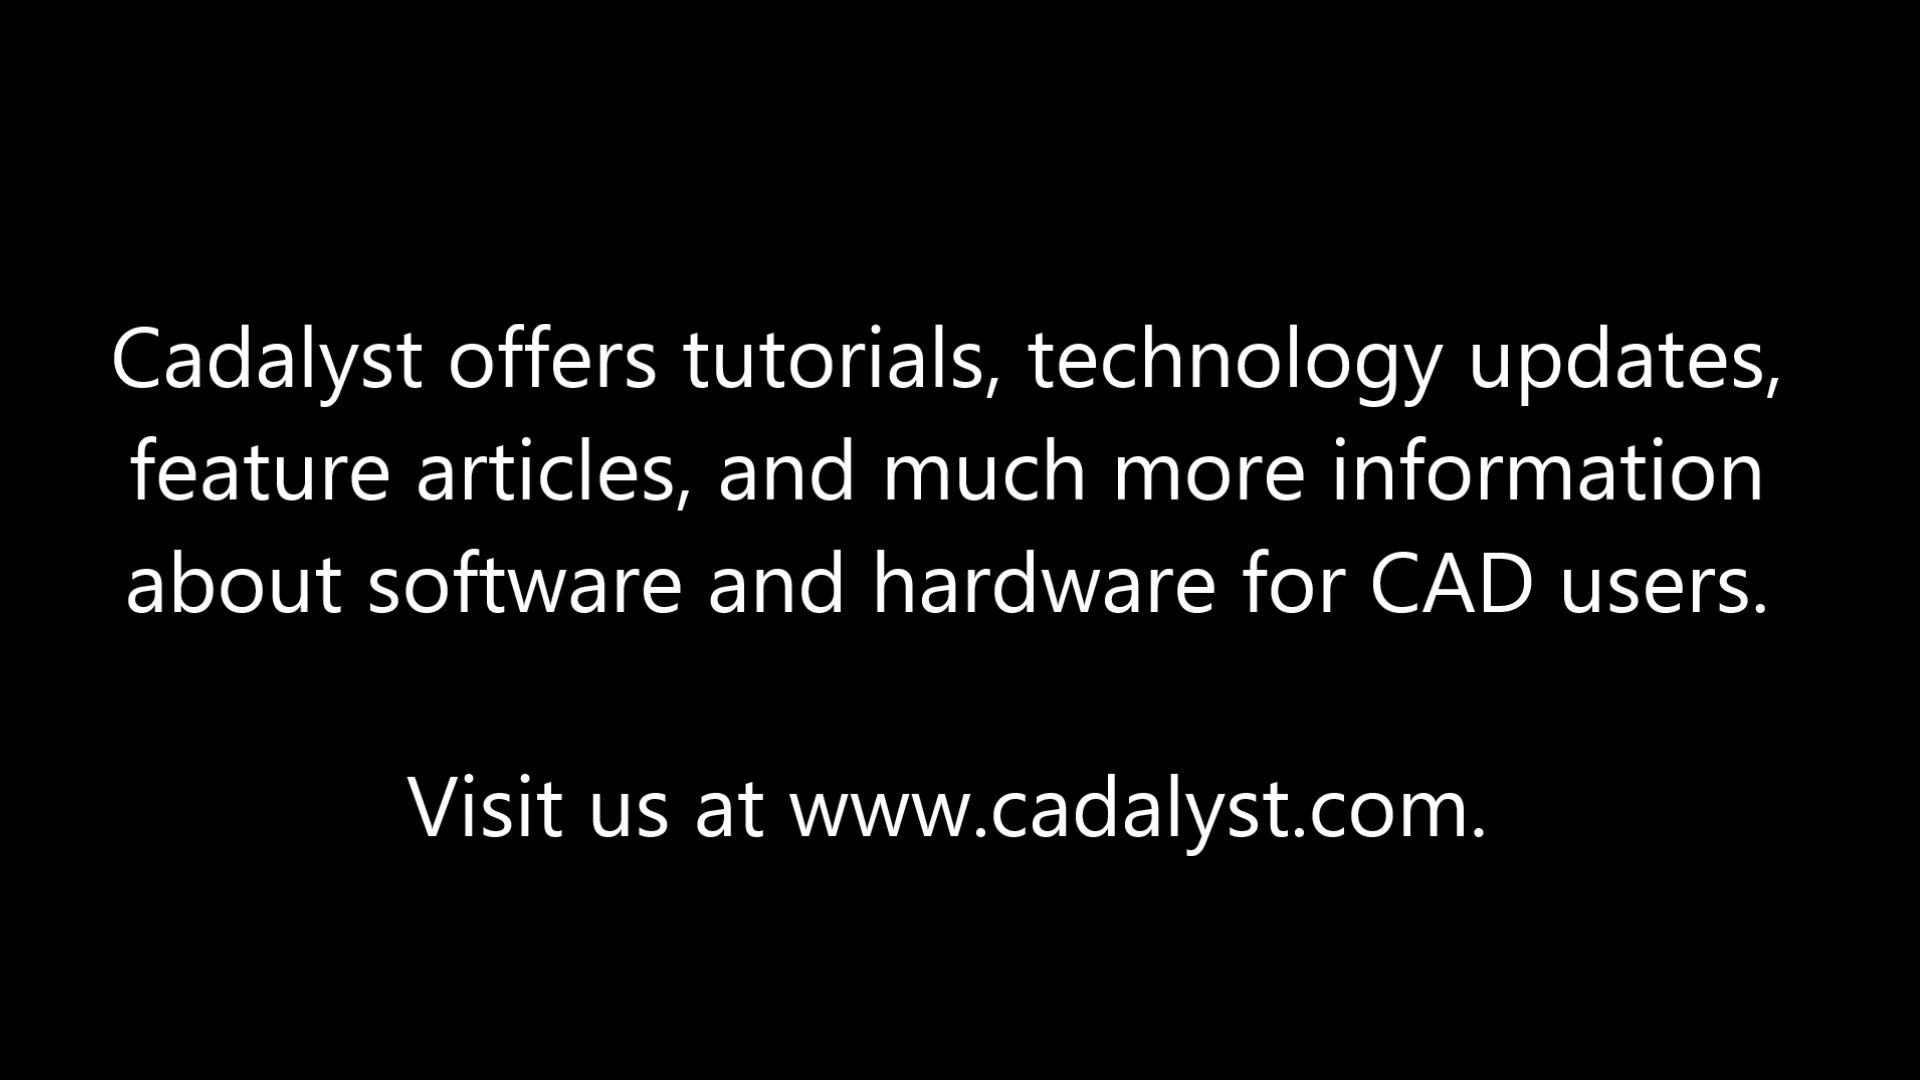 Cadalyst offers tutorials, technology updates,
feature articles, and much more information
about software and hardware for CAD users.
Visit us at www.cadalyst.com.